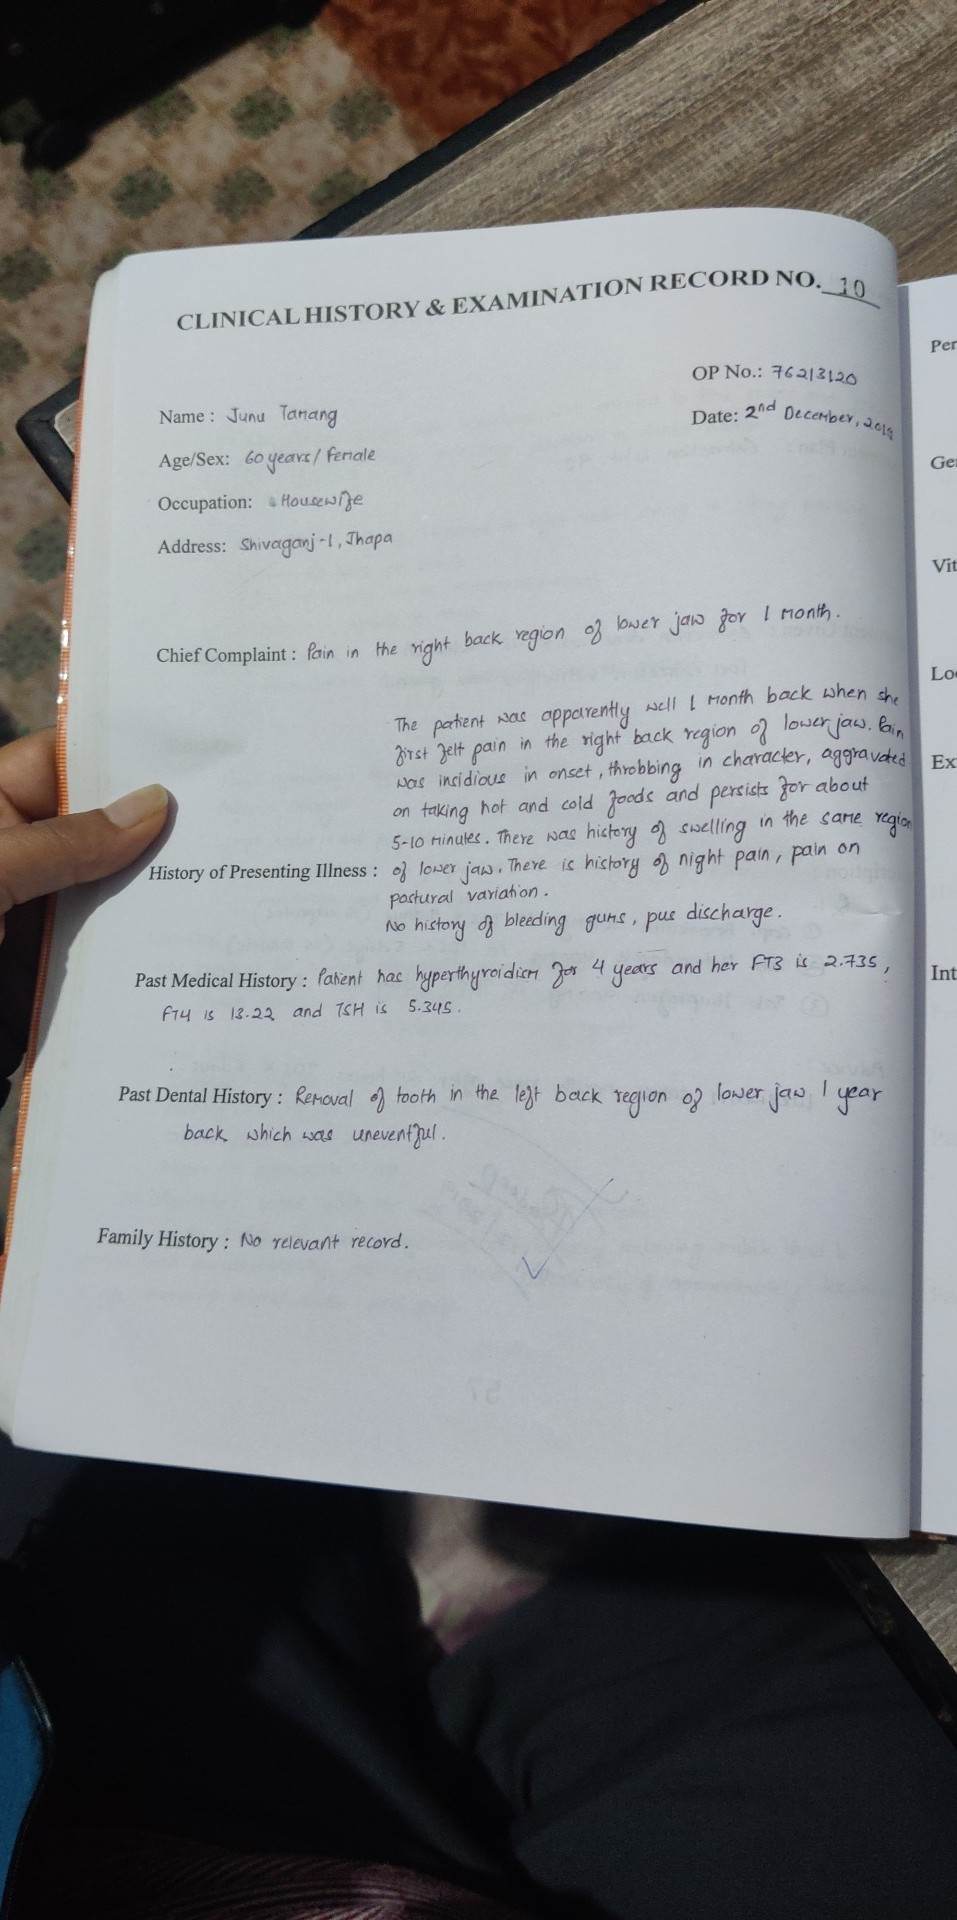 CLINICAL HISTORY & EXAMINATION RECORD NO. 10
OP No.: 76213120
Name : Junu Tamang
Date: 2nd December,
Age/Sex: 60 years / Female
Occupation: Housewife
Address: Shivaganj-1, Jhapa
Chief Complaint : Pain in the right back region of lower jaw for 1 month.
The patient was apparently well 1 month back when she
first felt pain in the right back region of lower jaw. Pain
was insidious in onset, throbbing in character, aggravated
on taking hot and cold foods and persists for about
5-10 minutes. There was history of swelling in the same region
History of Presenting Illness : of lower jaw. There is history of night pain, pain on
postural variation.
No history of bleeding gums, pus discharge.
Past Medical History : Patient has hyperthyroidism for 4 years and her FT3 is 2.735,
FT4 is 13.22 and TSH is 5.345.
Past Dental History : Removal of tooth in the left back region of lower jaw 1 year
back which was uneventful.
Family History : No relevant record.
Per
Ge
Vit
Lo
Ex
Int